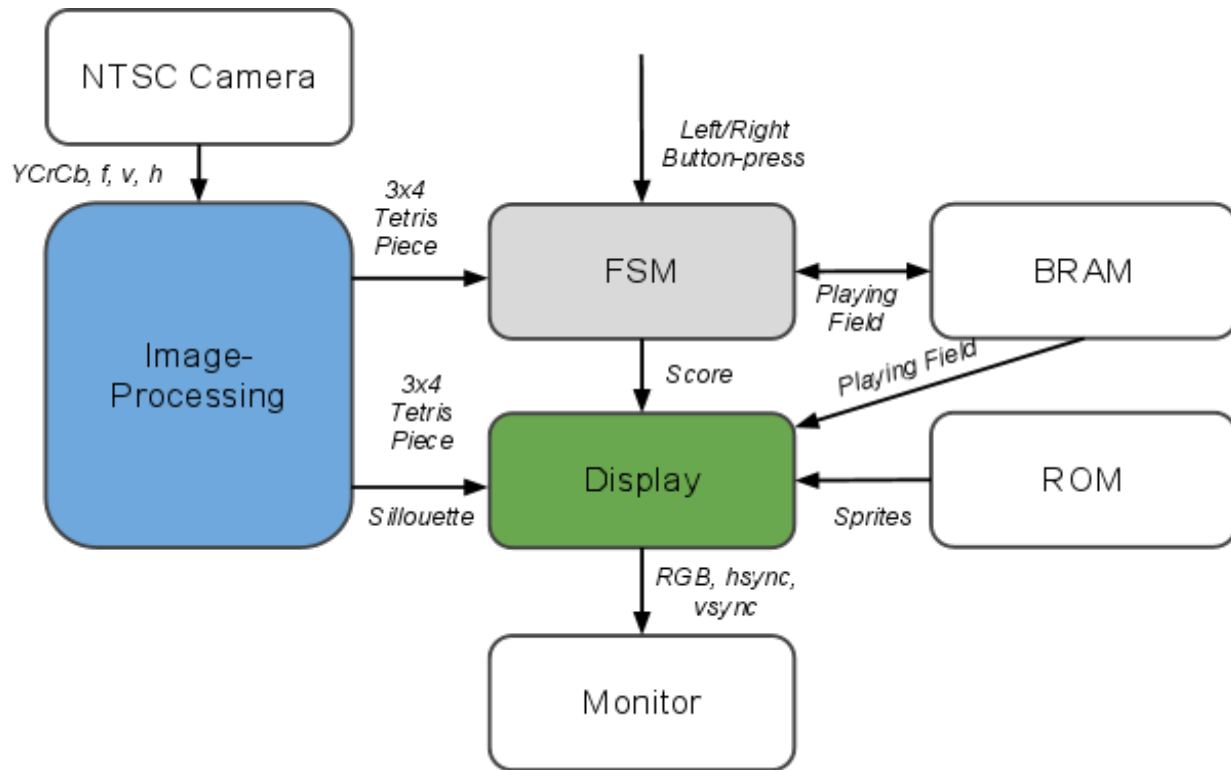 NTSC Camera
YCrCb, f, v, h
Left/Right
Button-press
3x4
Tetris
Piece
FSM
Playing
Field
BRAM
Image-
Processing
Score
Playing Field
3x4
Tetris
Piece
Sillouette
Display
Sprites
ROM
RGB, hsync,
vsync
Monitor